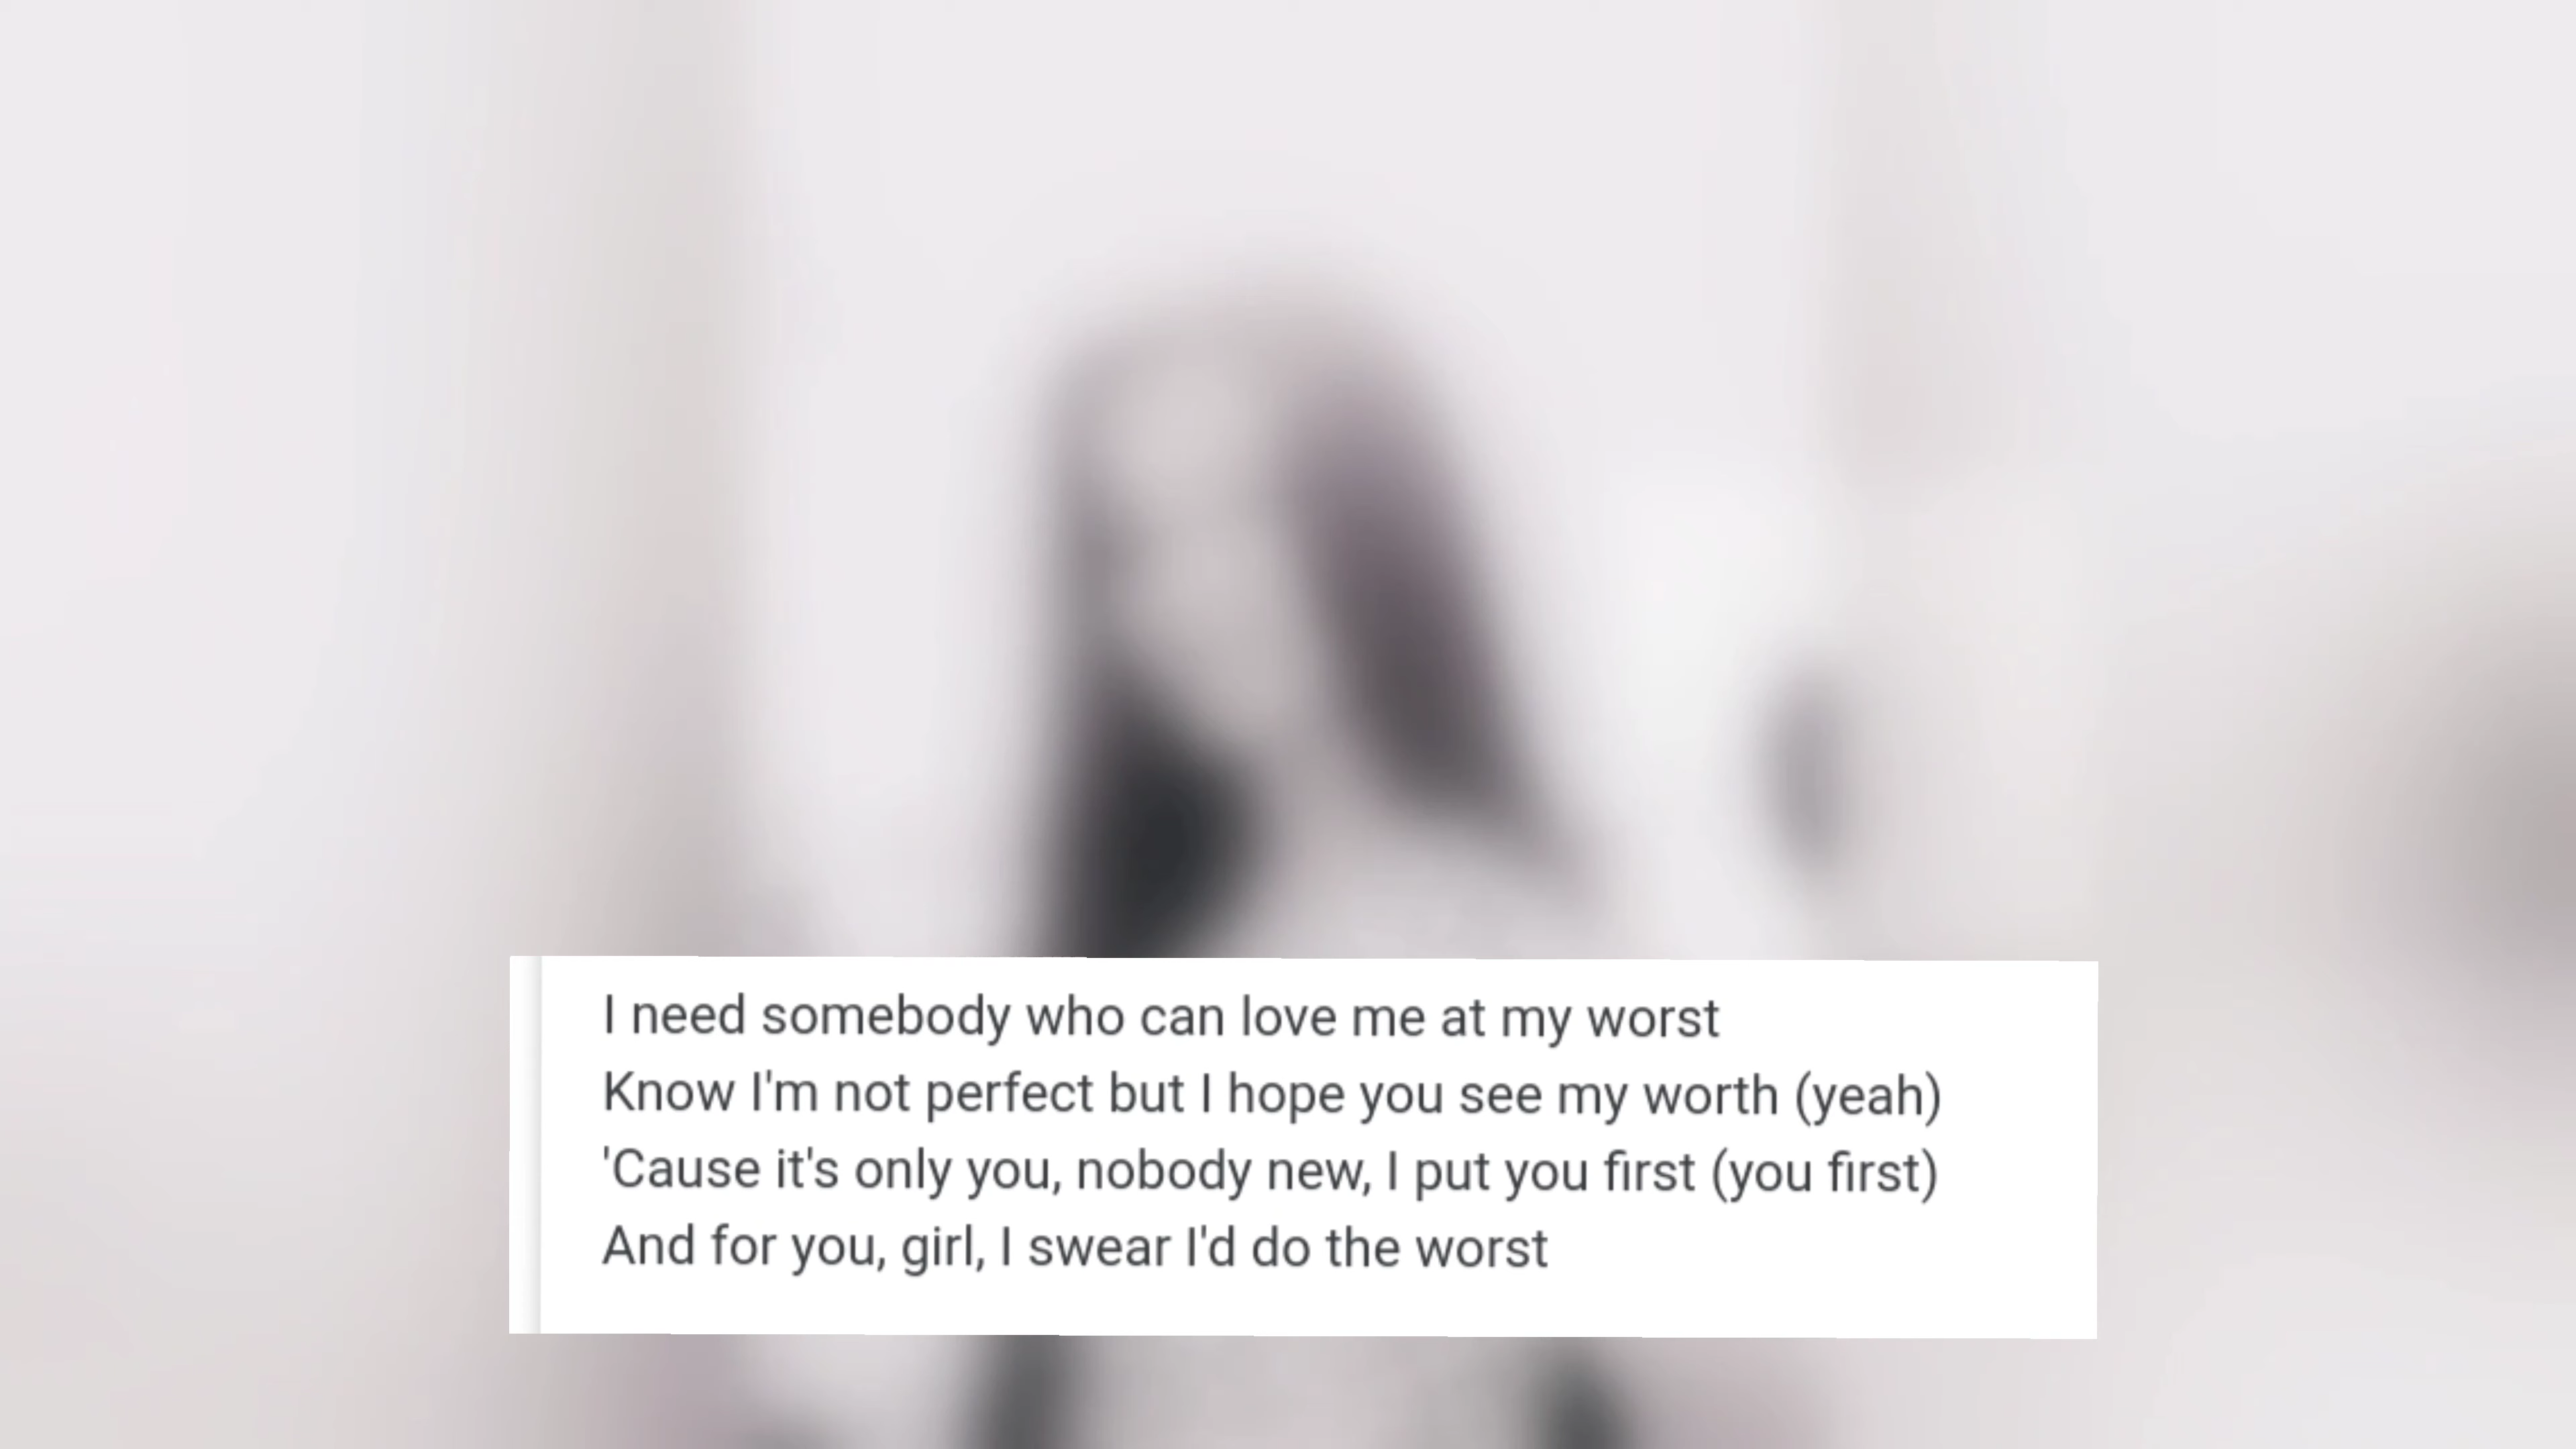 I need somebody who can love me at my worst
Know I'm not perfect but I hope you see my worth (yeah)
'Cause it's only you, nobody new, I put you first (you first)
And for you, girl, I swear I'd do the worst